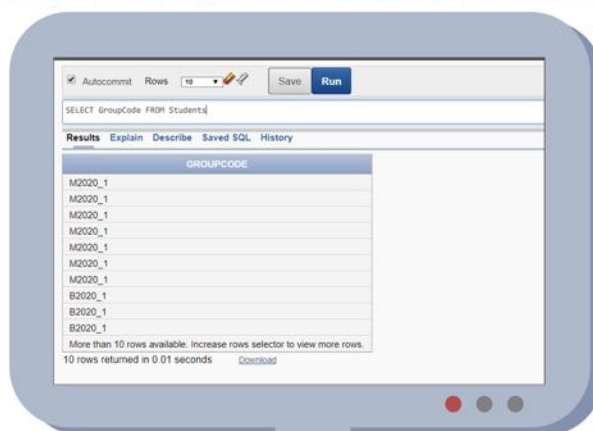 Autocommit Rows 10 Save Run
SELECT GroupCode FROM Students
Results Explain Describe Saved SQL History
GROUPCODE
M2020_1
M2020_1
M2020_1
M2020_1
M2020_1
M2020_1
M2020_1
B2020_1
B2020_1
B2020_1
More than 10 rows available. Increase rows selector to view more rows.
10 rows returned in 0.01 seconds Download